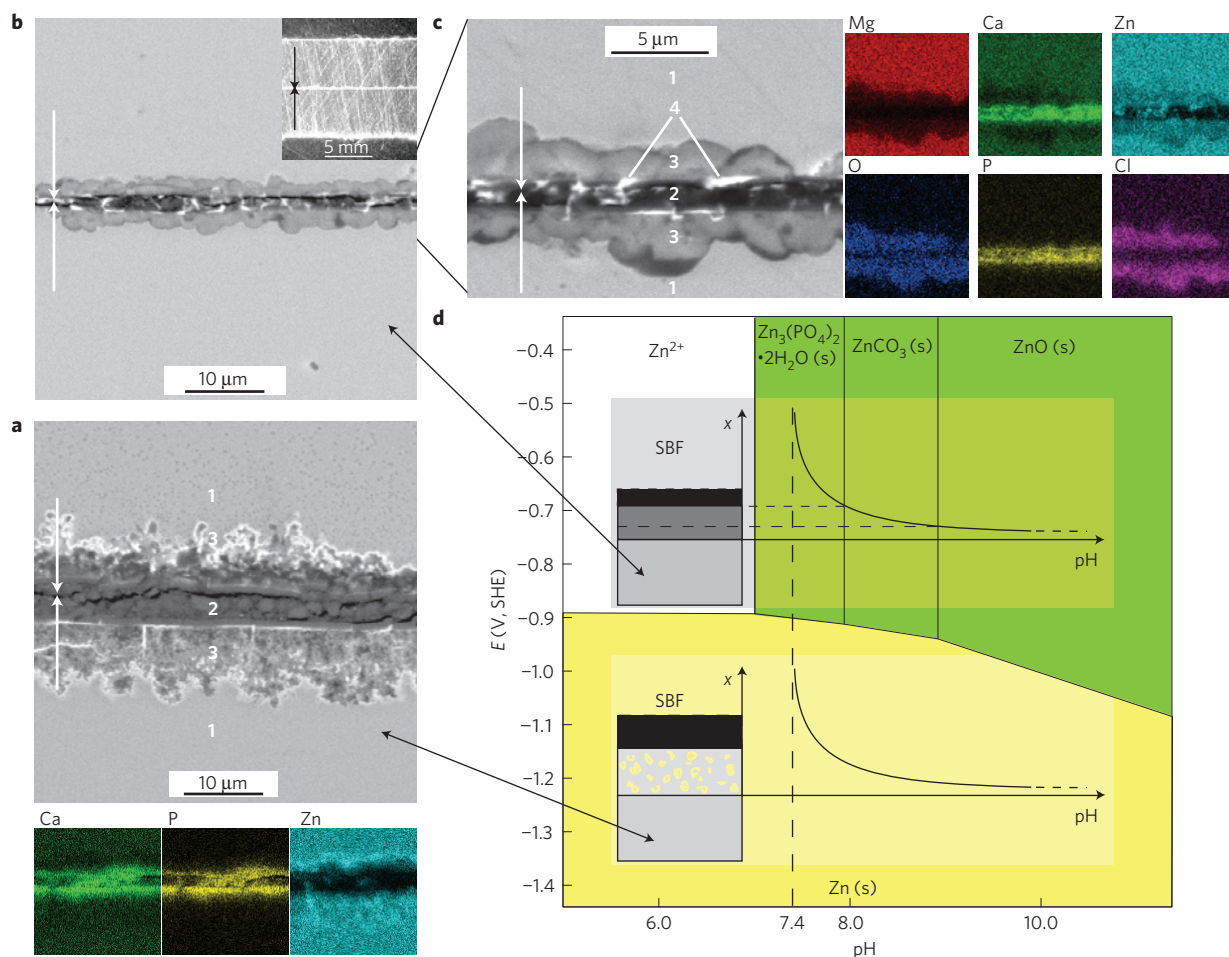 b
5 mm
10 μm
c
5 μm
1
4
3
2
3
1
Mg
Ca
Zn
O
P
Cl
a
1
3
2
3
1
10 μm
Ca
P
Zn
d
Zn²⁺
Zn₃(PO₄)₂
•2H₂O (s)
ZnCO₃ (s)
ZnO (s)
−0.4
−0.5
−0.6
−0.7
−0.8
−0.9
−1.0
−1.1
−1.2
−1.3
−1.4
E (V, SHE)
x
SBF
pH
x
SBF
pH
Zn (s)
6.0
7.4
8.0
10.0
pH